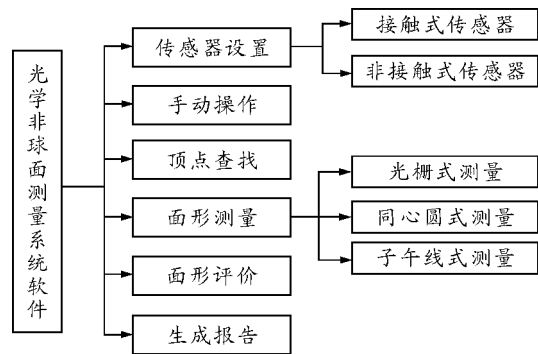 光学非球面测量系统软件
传感器设置
接触式传感器
非接触式传感器
手动操作
顶点查找
面形测量
光栅式测量
同心圆式测量
子午线式测量
面形评价
生成报告